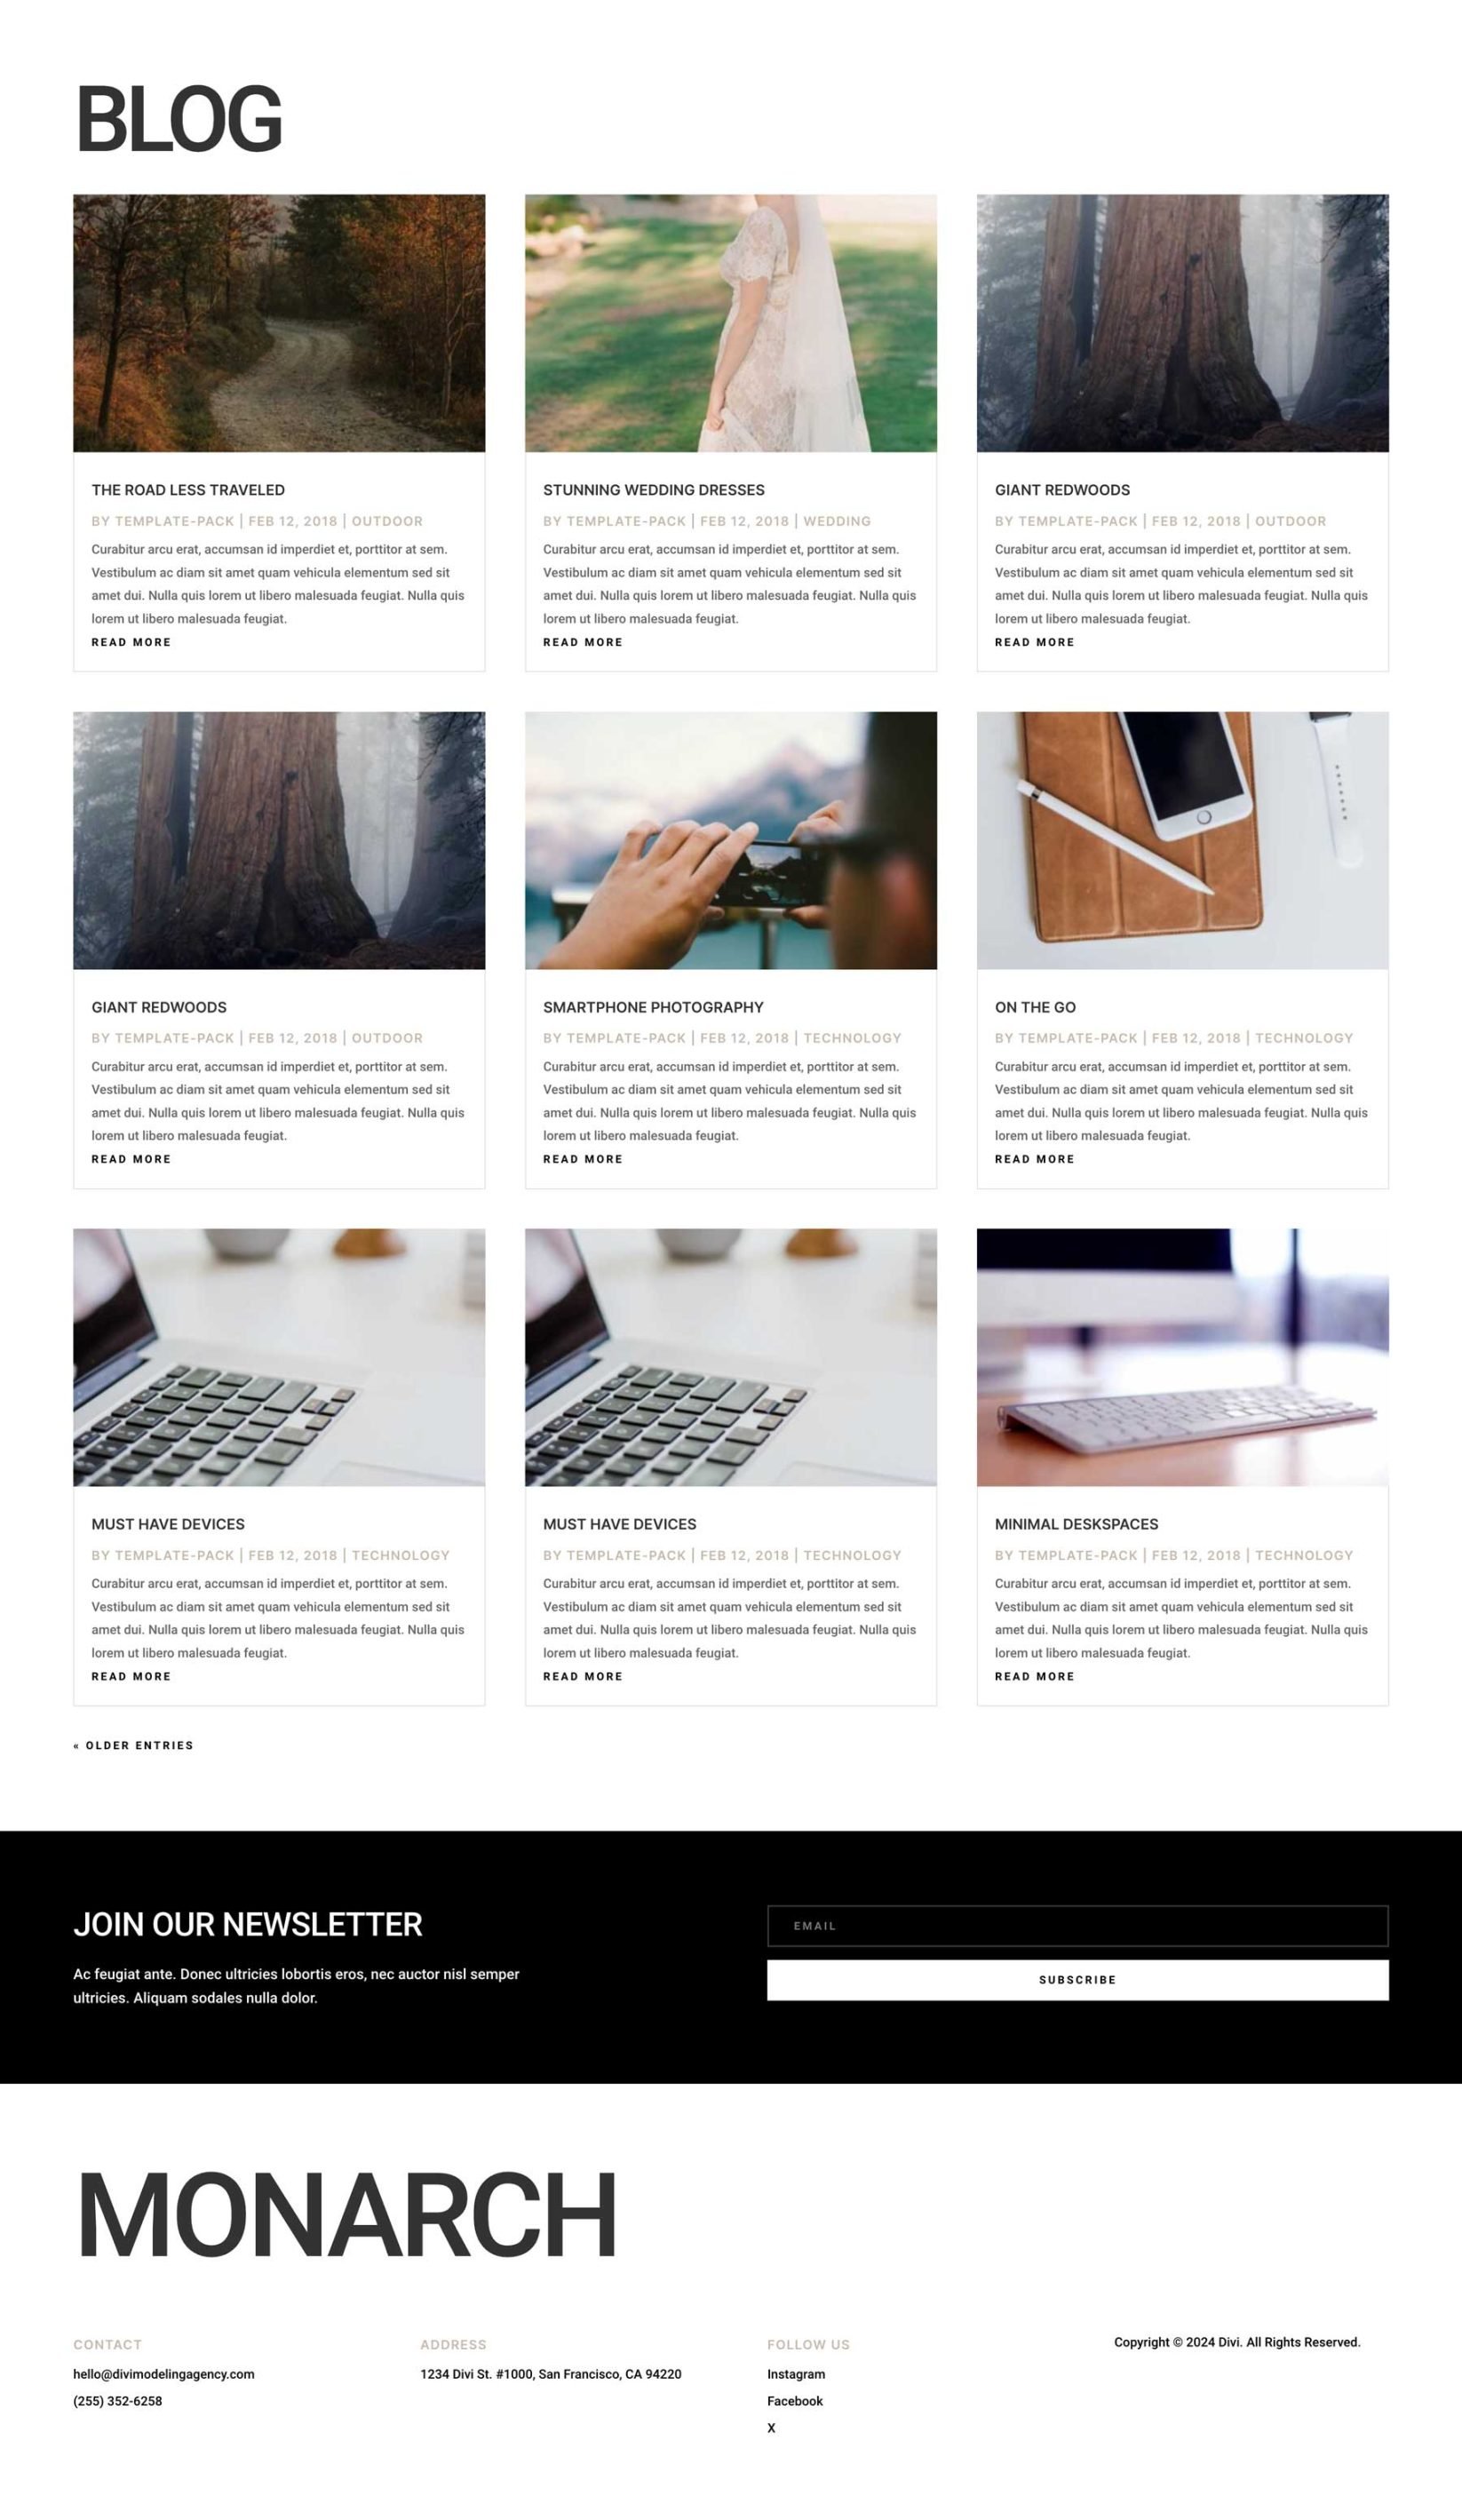 BLOG
THE ROAD LESS TRAVELED
BY TEMPLATE-PACK | FEB 12, 2018 | OUTDOOR
Curabitur arcu erat, accumsan id imperdiet et, porttitor at sem.
Vestibulum ac diam sit amet quam vehicula elementum sed sit
amet dui. Nulla quis lorem ut libero malesuada feugiat. Nulla quis
lorem ut libero malesuada feugiat.
READ MORE
STUNNING WEDDING DRESSES
BY TEMPLATE-PACK | FEB 12, 2018 | WEDDING
Curabitur arcu erat, accumsan id imperdiet et, porttitor at sem.
Vestibulum ac diam sit amet quam vehicula elementum sed sit
amet dui. Nulla quis lorem ut libero malesuada feugiat. Nulla quis
lorem ut libero malesuada feugiat.
READ MORE
GIANT REDWOODS
BY TEMPLATE-PACK | FEB 12, 2018 | OUTDOOR
Curabitur arcu erat, accumsan id imperdiet et, porttitor at sem.
Vestibulum ac diam sit amet quam vehicula elementum sed sit
amet dui. Nulla quis lorem ut libero malesuada feugiat. Nulla quis
lorem ut libero malesuada feugiat.
READ MORE
GIANT REDWOODS
BY TEMPLATE-PACK | FEB 12, 2018 | OUTDOOR
Curabitur arcu erat, accumsan id imperdiet et, porttitor at sem.
Vestibulum ac diam sit amet quam vehicula elementum sed sit
amet dui. Nulla quis lorem ut libero malesuada feugiat. Nulla quis
lorem ut libero malesuada feugiat.
READ MORE
SMARTPHONE PHOTOGRAPHY
BY TEMPLATE-PACK | FEB 12, 2018 | TECHNOLOGY
Curabitur arcu erat, accumsan id imperdiet et, porttitor at sem.
Vestibulum ac diam sit amet quam vehicula elementum sed sit
amet dui. Nulla quis lorem ut libero malesuada feugiat. Nulla quis
lorem ut libero malesuada feugiat.
READ MORE
ON THE GO
BY TEMPLATE-PACK | FEB 12, 2018 | TECHNOLOGY
Curabitur arcu erat, accumsan id imperdiet et, porttitor at sem.
Vestibulum ac diam sit amet quam vehicula elementum sed sit
amet dui. Nulla quis lorem ut libero malesuada feugiat. Nulla quis
lorem ut libero malesuada feugiat.
READ MORE
MUST HAVE DEVICES
BY TEMPLATE-PACK | FEB 12, 2018 | TECHNOLOGY
Curabitur arcu erat, accumsan id imperdiet et, porttitor at sem.
Vestibulum ac diam sit amet quam vehicula elementum sed sit
amet dui. Nulla quis lorem ut libero malesuada feugiat. Nulla quis
lorem ut libero malesuada feugiat.
READ MORE
MUST HAVE DEVICES
BY TEMPLATE-PACK | FEB 12, 2018 | TECHNOLOGY
Curabitur arcu erat, accumsan id imperdiet et, porttitor at sem.
Vestibulum ac diam sit amet quam vehicula elementum sed sit
amet dui. Nulla quis lorem ut libero malesuada feugiat. Nulla quis
lorem ut libero malesuada feugiat.
READ MORE
MINIMAL DESKSPACES
BY TEMPLATE-PACK | FEB 12, 2018 | TECHNOLOGY
Curabitur arcu erat, accumsan id imperdiet et, porttitor at sem.
Vestibulum ac diam sit amet quam vehicula elementum sed sit
amet dui. Nulla quis lorem ut libero malesuada feugiat. Nulla quis
lorem ut libero malesuada feugiat.
READ MORE
« OLDER ENTRIES
JOIN OUR NEWSLETTER
Ac feugiat ante. Donec ultricies lobortis eros, nec auctor nisl semper
ultricies. Aliquam sodales nulla dolor.
EMAIL
SUBSCRIBE
MONARCH
CONTACT
hello@divimodelingagency.com
(255) 352-6258
ADDRESS
1234 Divi St. #1000, San Francisco, CA 94220
FOLLOW US
Instagram
Facebook
X
Copyright © 2024 Divi. All Rights Reserved.